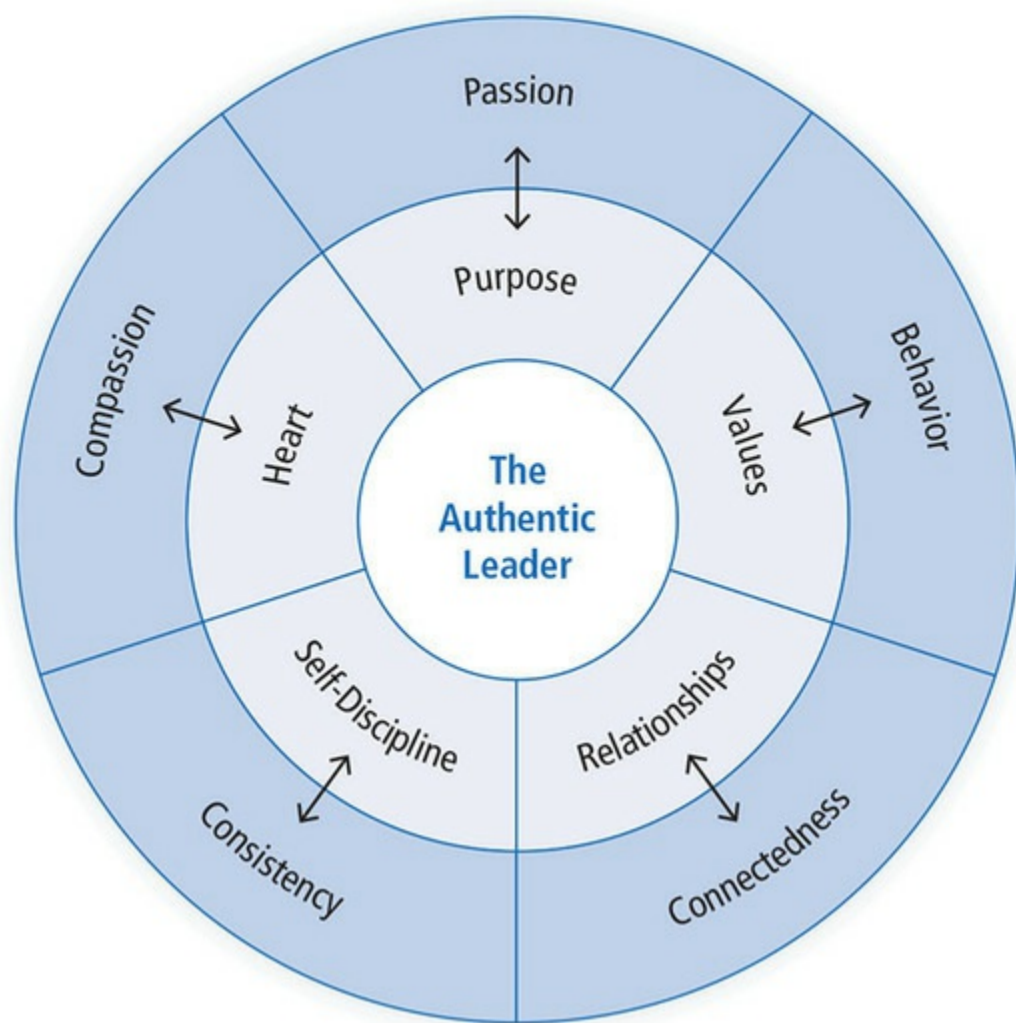 Passion
Purpose
Behavior
Values
Compassion
Heart
The
Authentic
Leader
Self-Discipline
Relationships
Consistency
Connectedness